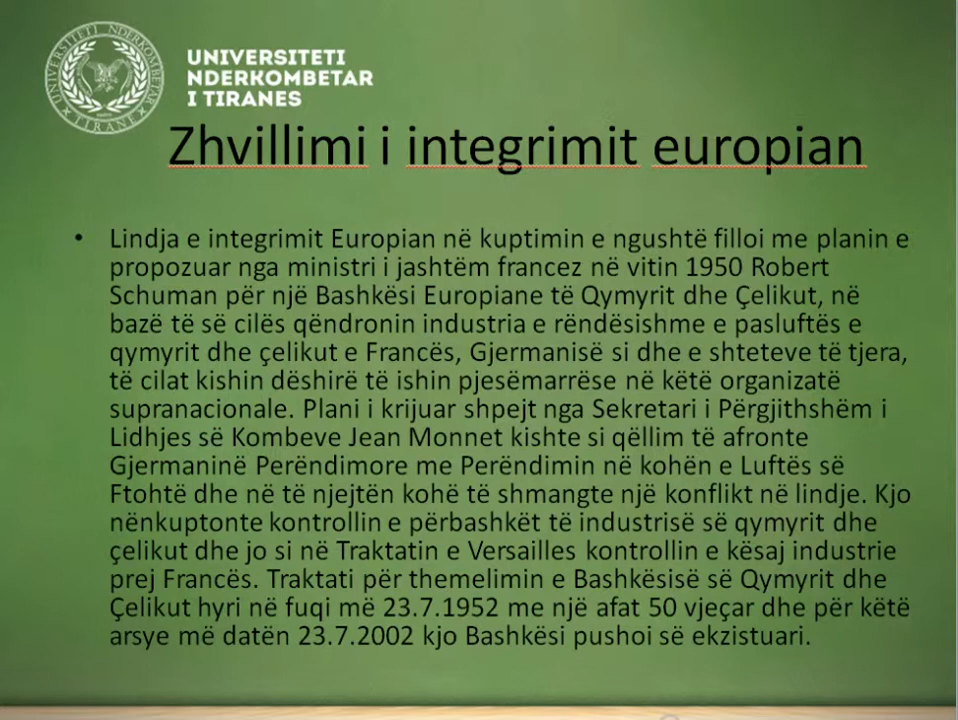 UNIVERSITETI NDERKOMBETAR
TIRANE
UNIVERSITETI
NDERKOMBETAR
I TIRANES
Zhvillimi i integrimit europian
• Lindja e integrimit Europian në kuptimin e ngushtë filloi me planin e
propozuar nga ministri i jashtëm francez në vitin 1950 Robert
Schuman për një Bashkësi Europiane të Qymyrit dhe Çelikut, në
bazë të së cilës qëndronin industria e rëndësishme e pasluftës e
qymyrit dhe çelikut e Francës, Gjermanisë si dhe e shteteve të tjera,
të cilat kishin dëshirë të ishin pjesëmarrëse në këtë organizatë
supranacionale. Plani i krijuar shpejt nga Sekretari i Përgjithshëm i
Lidhjes së Kombeve Jean Monnet kishte si qëllim të afronte
Gjermaninë Perëndimore me Perëndimin në kohën e Luftës së
Ftohtë dhe në të njejtën kohë të shmangte një konflikt në lindje. Kjo
nënkuptonte kontrollin e përbashkët të industrisë së qymyrit dhe
çelikut dhe jo si në Traktatin e Versailles kontrollin e kësaj industrie
prej Francës. Traktati për themelimin e Bashkësisë së Qymyrit dhe
Çelikut hyri në fuqi më 23.7.1952 me një afat 50 vjeçar dhe për këtë
arsye më datën 23.7.2002 kjo Bashkësi pushoi së ekzistuari.